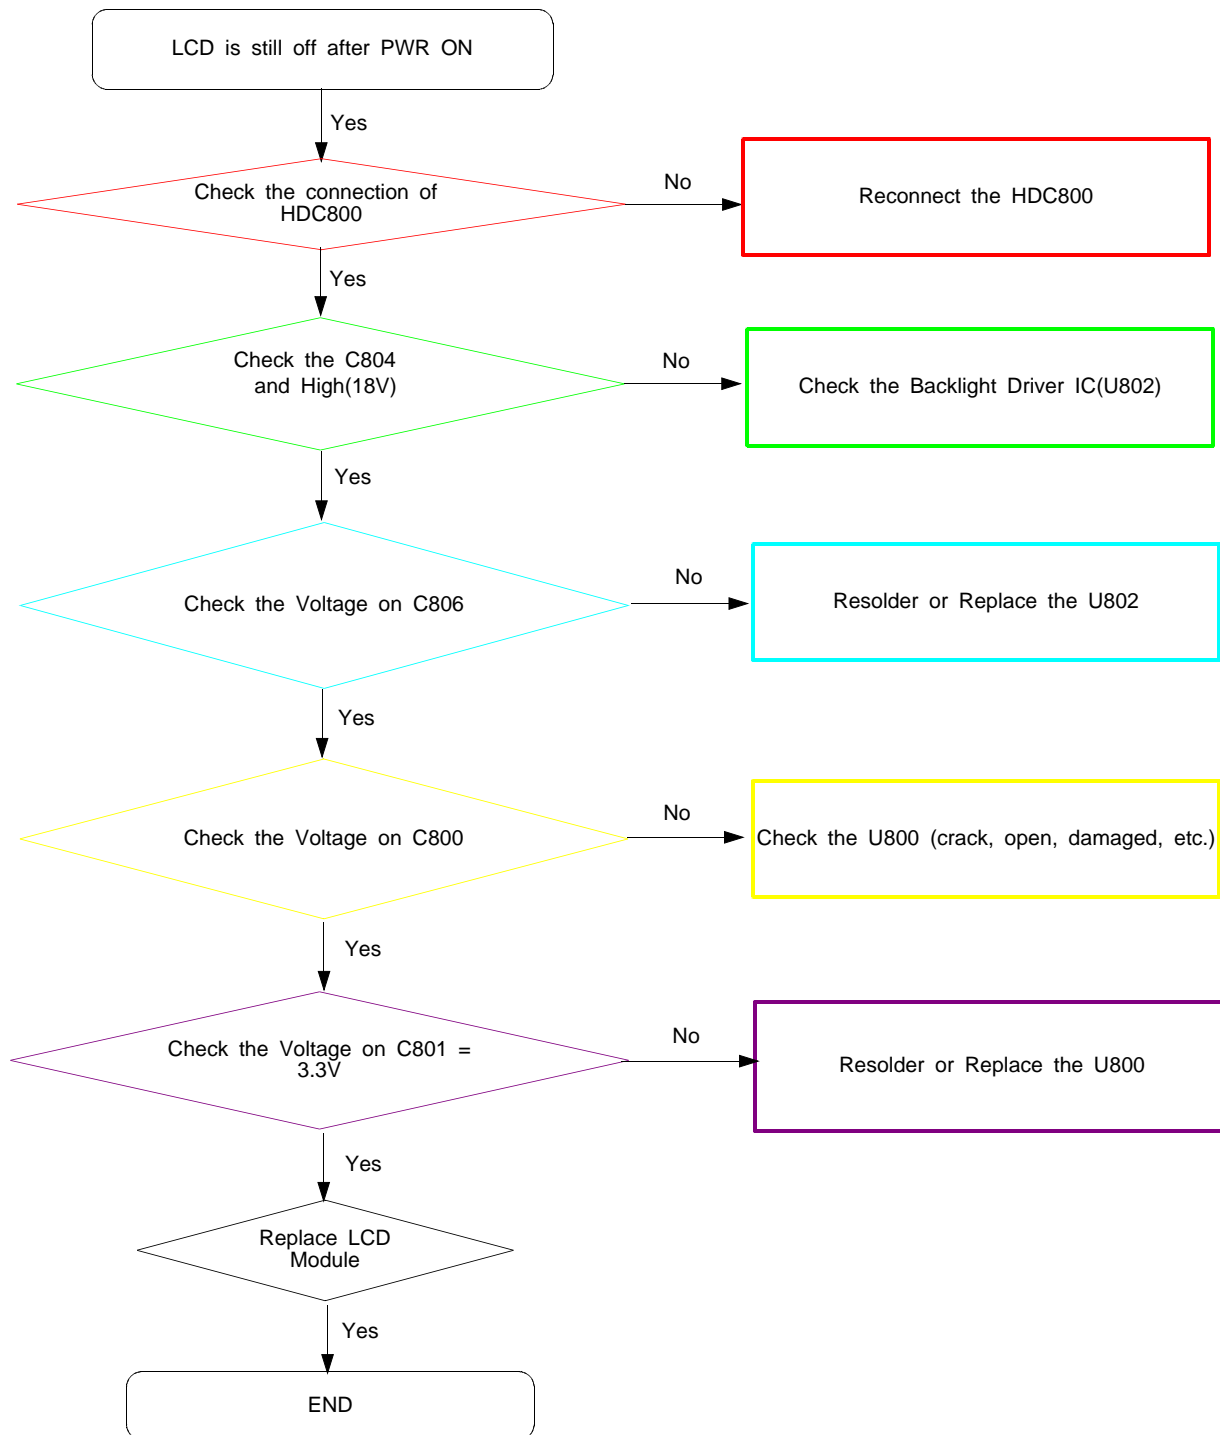 LCD is still off after PWR ON
Yes
Check the connection of
HDC800
No
Reconnect the HDC800
Yes
Check the C804
and High(18V)
No
Check the Backlight Driver IC(U802)
Yes
Check the Voltage on C806
No
Resolder or Replace the U802
Yes
Check the Voltage on C800
No
Check the U800 (crack, open, damaged, etc.)
Yes
Check the Voltage on C801 =
3.3V
No
Resolder or Replace the U800
Yes
Replace LCD
Module
Yes
END